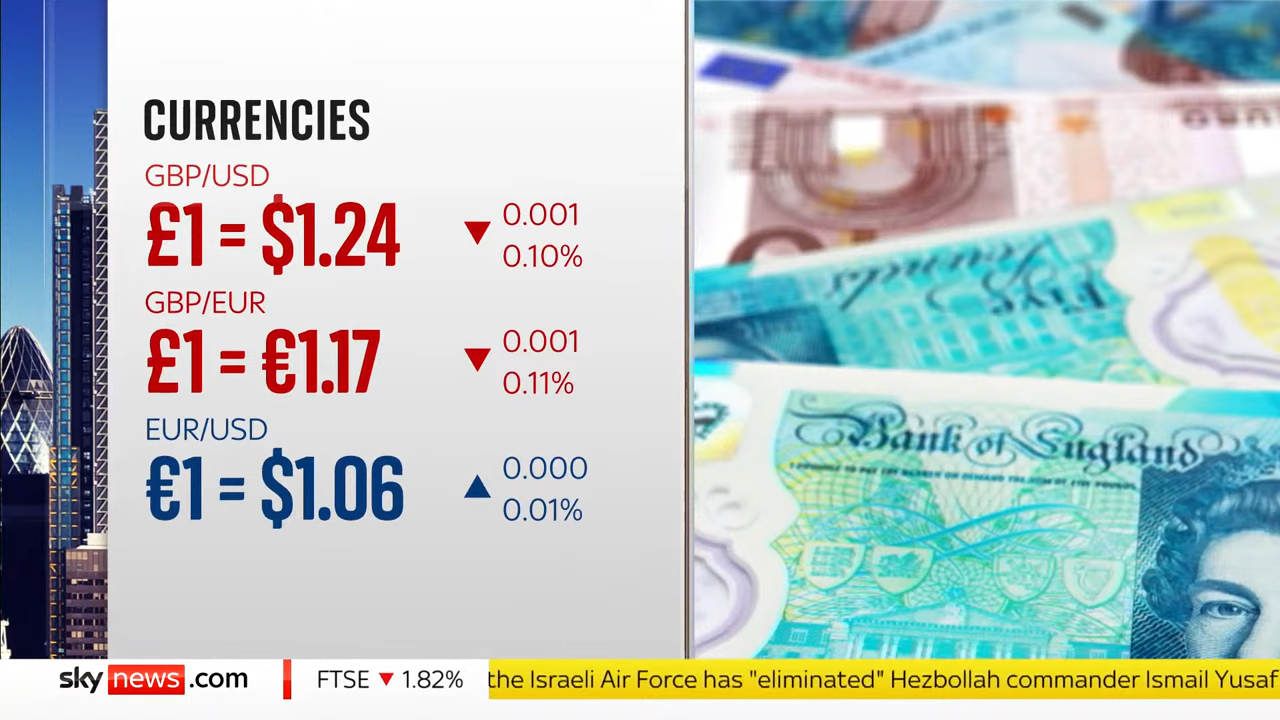 CURRENCIES
GBP/USD
£1 = $1.24 ▼ 0.001
0.10%
GBP/EUR
£1 = €1.17 ▼ 0.001
0.11%
EUR/USD
€1 = $1.06 ▲ 0.000
0.01%
Five
Pounds
Bank of England
sky news .com
FTSE ▼ 1.82%
the Israeli Air Force has "eliminated" Hezbollah commander Ismail Yusaf